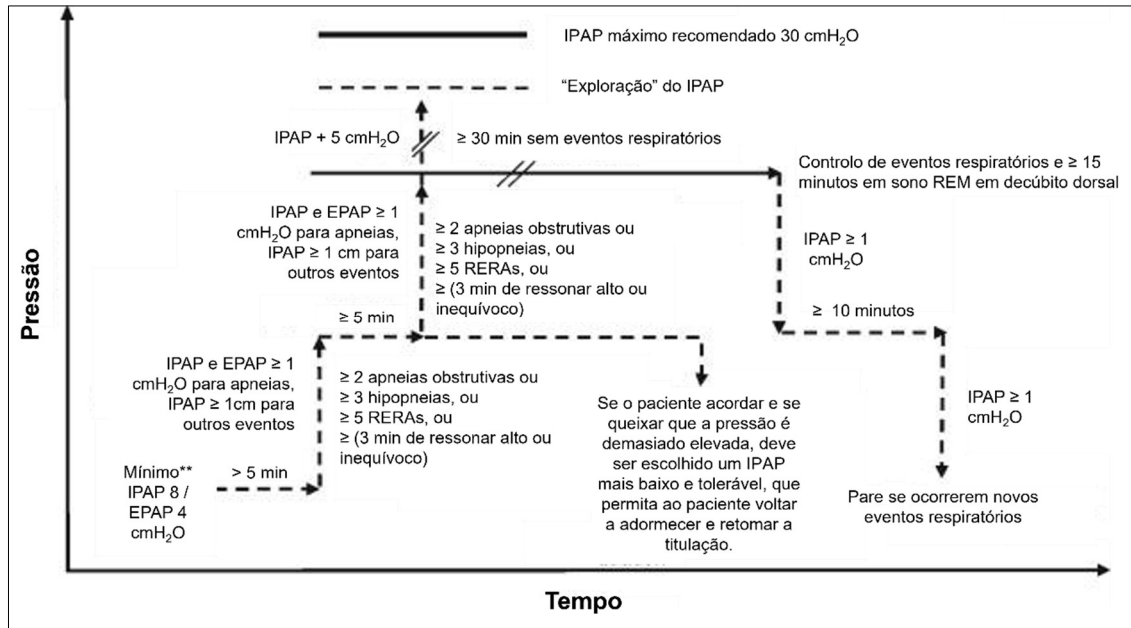 IPAP máximo recomendado 30 cmH₂O
“Exploração” do IPAP
IPAP + 5 cmH₂O
≥ 30 min sem eventos respiratórios
Controlo de eventos respiratórios e ≥ 15
minutos em sono REM em decúbito dorsal
IPAP e EPAP ≥ 1
cmH₂O para apneias,
IPAP ≥ 1 cm para
outros eventos
≥ 2 apneias obstrutivas ou
≥ 3 hipopneias, ou
≥ 5 RERAs, ou
≥ (3 min de ressonar alto ou
inequívoco)
IPAP ≥ 1
cmH₂O
≥ 5 min
≥ 10 minutos
IPAP e EPAP ≥ 1
cmH₂O para apneias,
IPAP ≥ 1cm para
outros eventos
≥ 2 apneias obstrutivas ou
≥ 3 hipopneias, ou
≥ 5 RERAs, ou
≥ (3 min de ressonar alto ou
inequívoco)
Se o paciente acordar e se
queixar que a pressão é
demasiado elevada, deve
ser escolhido um IPAP
mais baixo e tolerável, que
permita ao paciente voltar
a adormecer e retomar a
titulação.
IPAP ≥ 1
cmH₂O
Mínimo**
IPAP 8 /
EPAP 4
cmH₂O
> 5 min
Pare se ocorrerem novos
eventos respiratórios
Pressão
Tempo